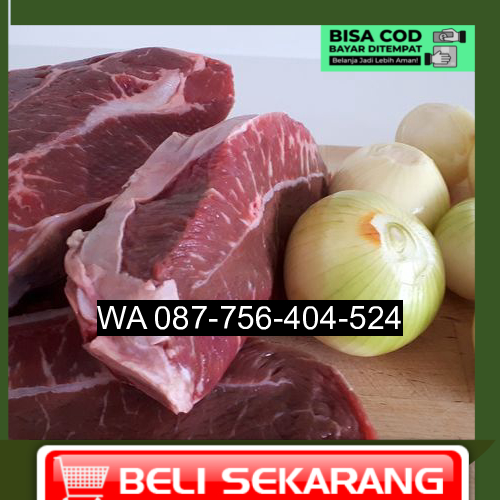 BISA COD
BAYAR DITEMPAT
Belanja Jadi Lebih Aman!
WA 087-756-404-524
BELI SEKARANG